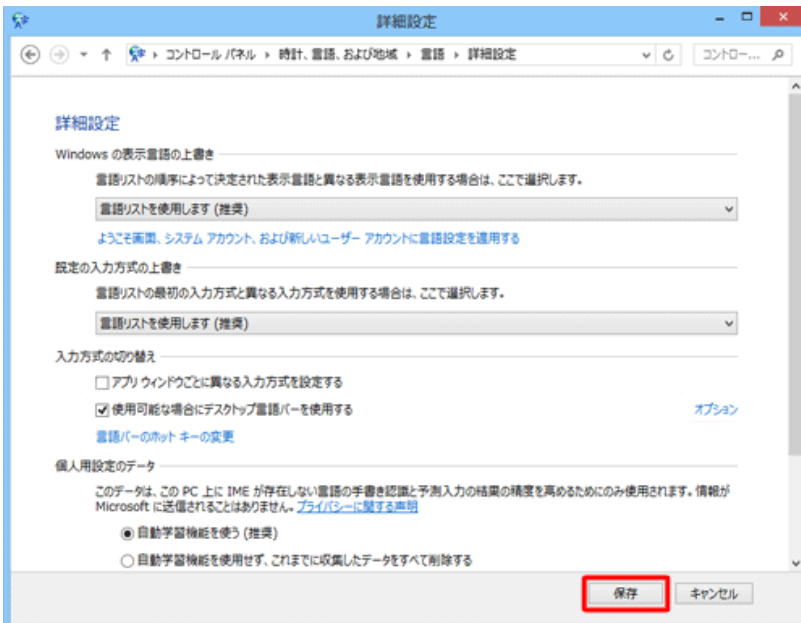 詳細設定
コントロール パネル 時計、言語、および地域 言語 詳細設定 コントロー...
詳細設定
Windows の表示言語の上書き
言語リストの順序によって決定された表示言語と異なる表示言語を使用する場合は、ここで選択します。
言語リストを使用します (推奨)
ようこそ画面、システム アカウント、および新しいユーザー アカウントに言語設定を適用する
既定の入力方式の上書き
言語リストの最初の入力方式と異なる入力方式を使用する場合は、ここで選択します。
言語リストを使用します (推奨)
入力方式の切り替え
アプリ ウィンドウごとに異なる入力方式を設定する
使用可能な場合にデスクトップ言語バーを使用する オプション
言語バーのホット キーの変更
個人用設定のデータ
このデータは、この PC 上に IME が存在しない言語の手書き認識と予測入力の結果の精度を高めるためにのみ使用されます。情報が
Microsoft に送信されることはありません。プライバシーに関する声明
自動学習機能を使う (推奨)
自動学習機能を使用せず、これまでに収集したデータをすべて削除する
保存 キャンセル